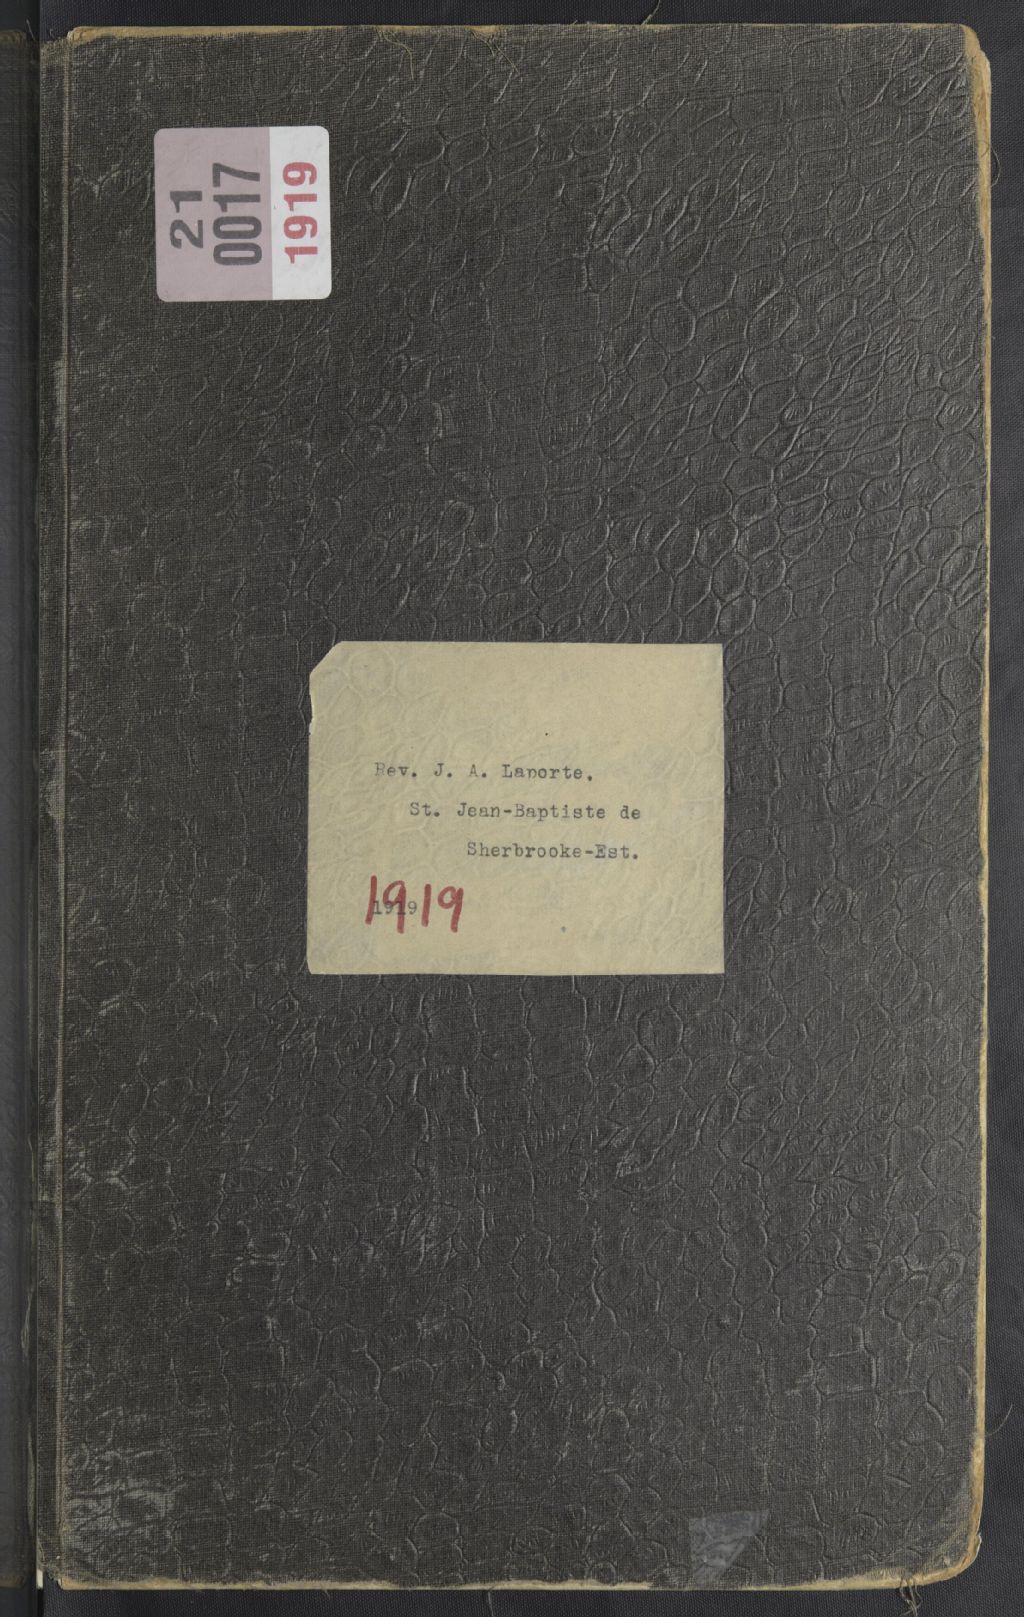 21
0017
1919
Rev. J. A. Laporte.
St. Jean-Baptiste de
Sherbrooke-Est.
1919
1919